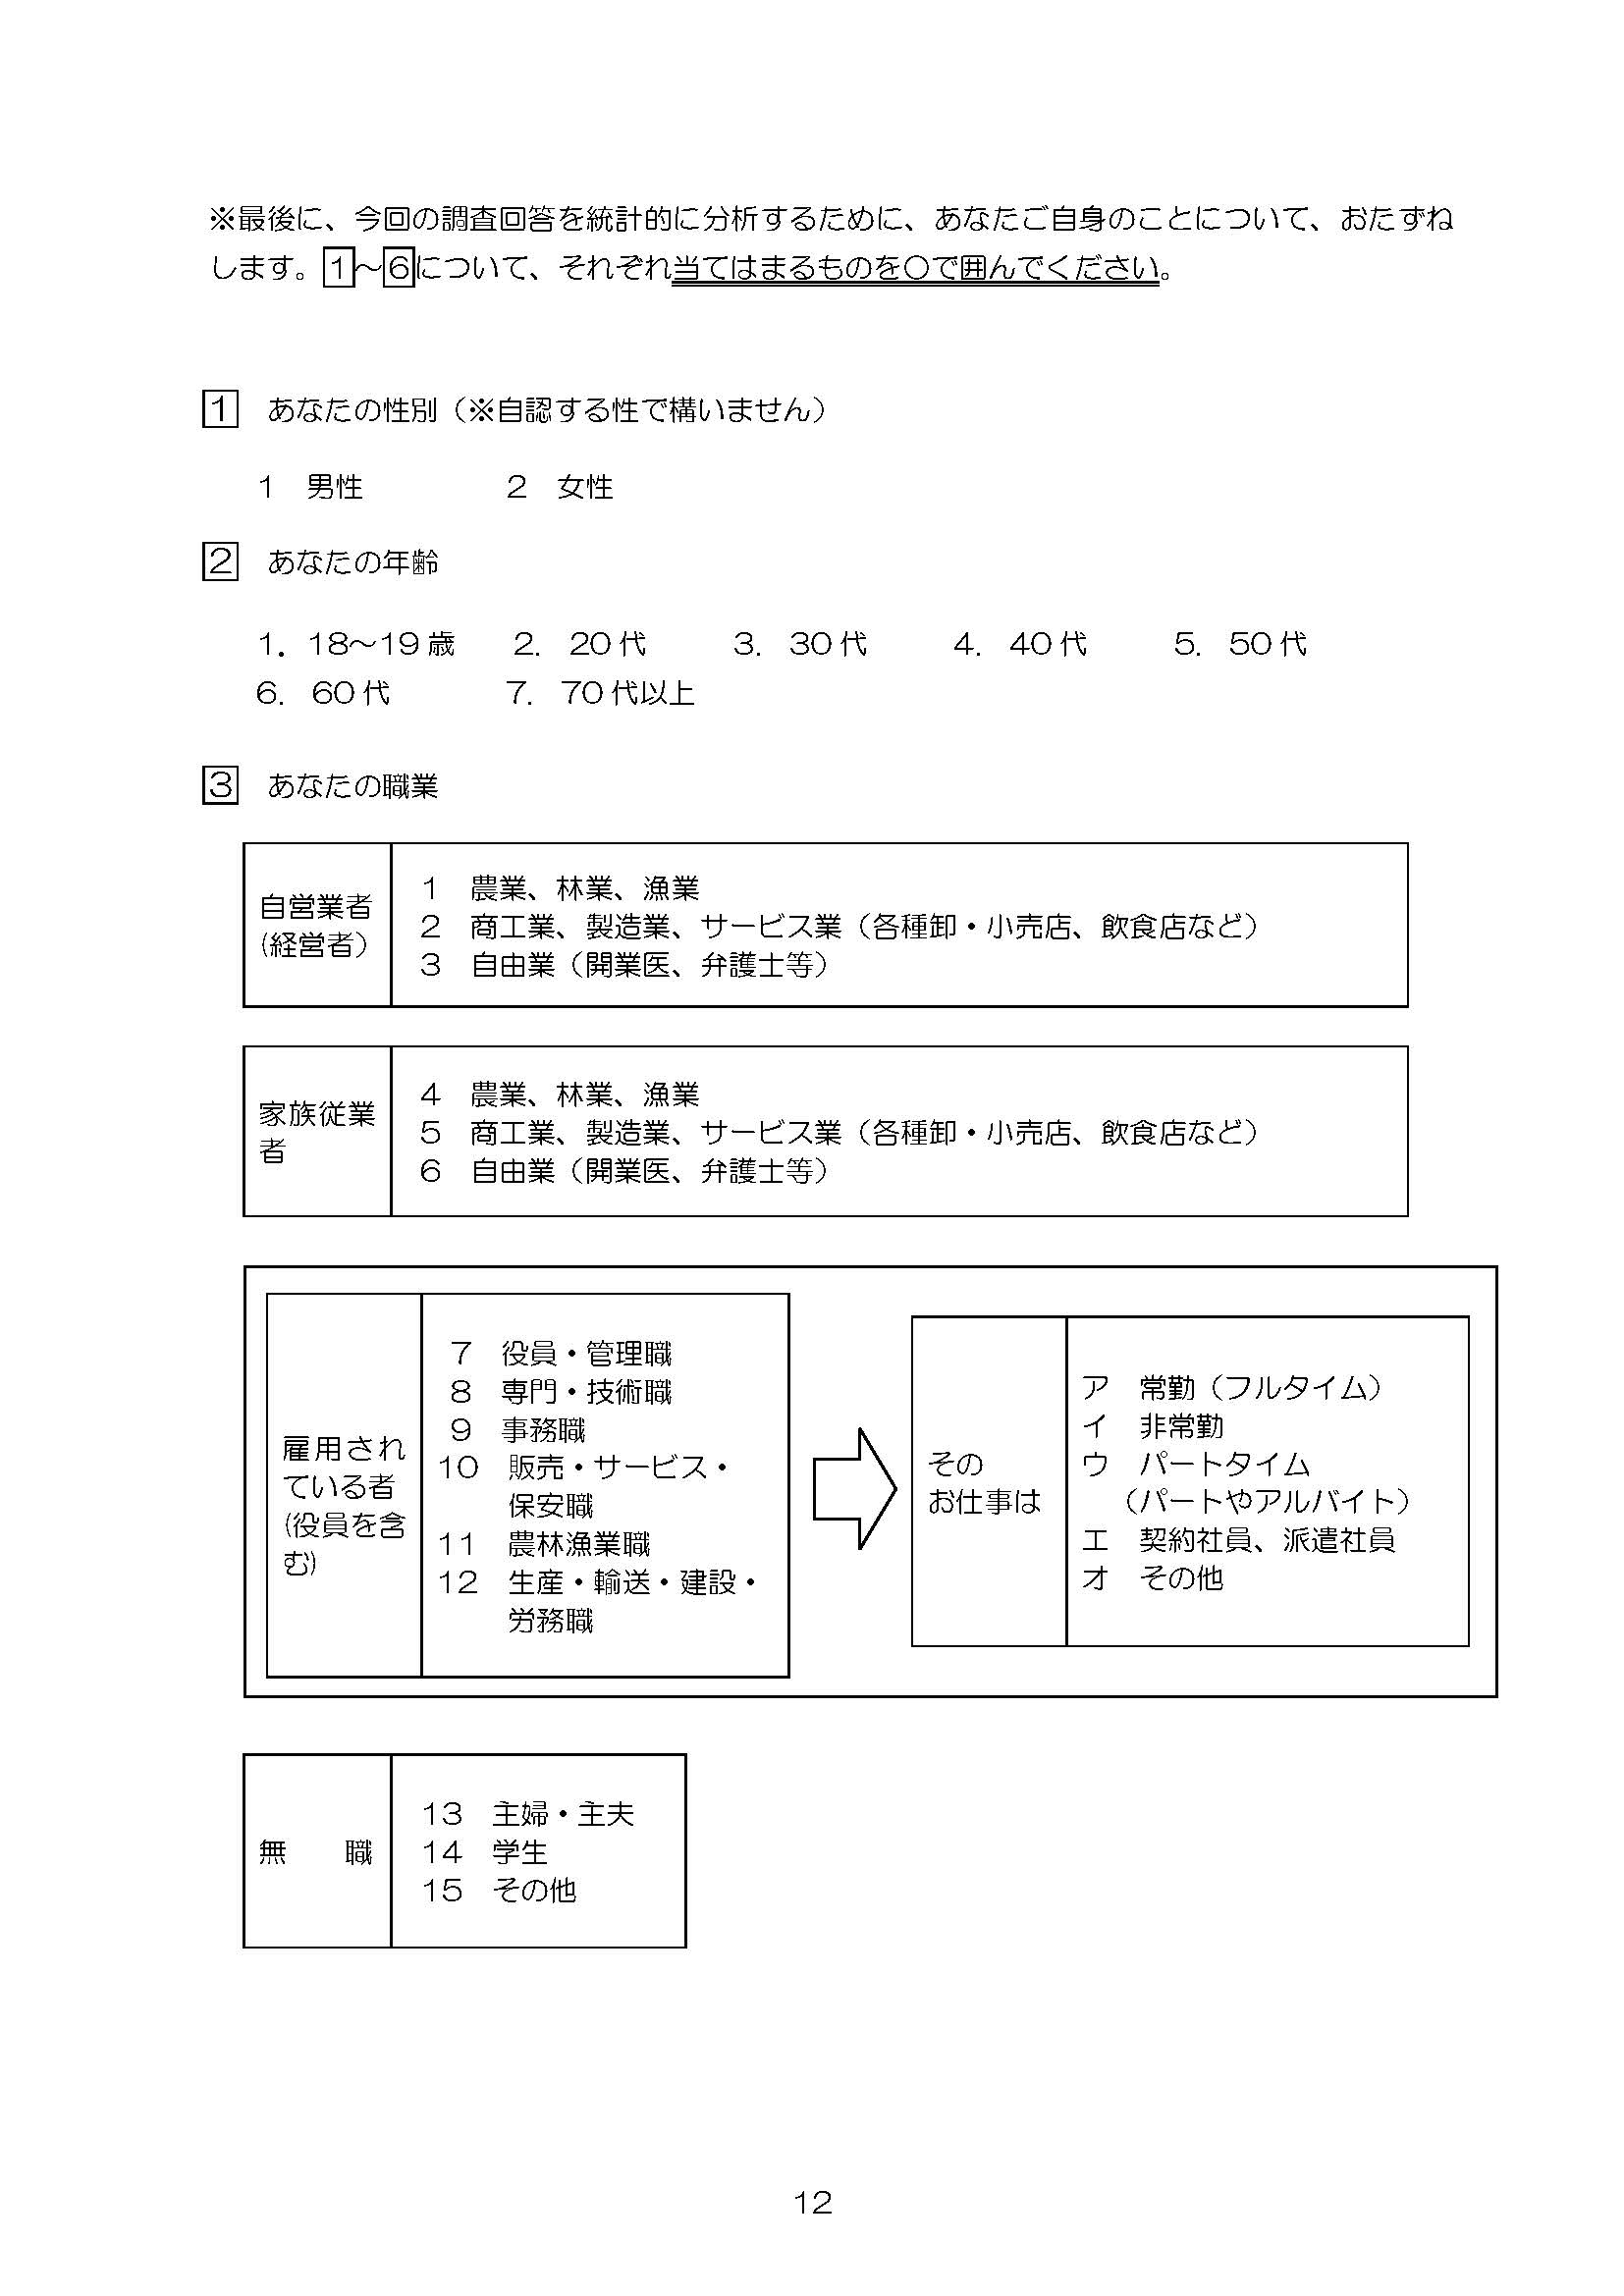 ※最後に、今回の調査回答を統計的に分析するために、あなたご自身のことについて、おたずね
します。1～6について、それぞれ当てはまるものを〇で囲んでください。
1　あなたの性別（※自認する性で構いません）
1　男性　　　　　2　女性
2　あなたの年齢
1．18～19歳　　2．20代　　　3．30代　　　4．40代　　　5．50代
6．60代　　　　7．70代以上
3　あなたの職業
自営業者
(経営者）
1　農業、林業、漁業
2　商工業、製造業、サービス業（各種卸・小売店、飲食店など）
3　自由業（開業医、弁護士等）
家族従業
者
4　農業、林業、漁業
5　商工業、製造業、サービス業（各種卸・小売店、飲食店など）
6　自由業（開業医、弁護士等）
雇用され
ている者
(役員を含
む)
7　役員・管理職
8　専門・技術職
9　事務職
10　販売・サービス・
保安職
11　農林漁業職
12　生産・輸送・建設・
労務職
その
お仕事は
ア　常勤（フルタイム）
イ　非常勤
ウ　パートタイム
（パートやアルバイト）
エ　契約社員、派遣社員
オ　その他
無　　職
13　主婦・主夫
14　学生
15　その他
12